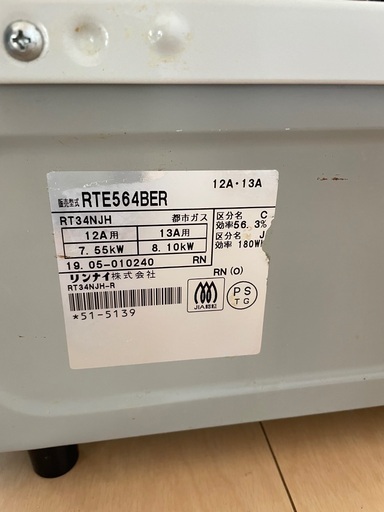 12A・13A
販売型式 RTE564BER
RT34NJH 都市ガス
12A用 13A用
7.55kW 8.10kW
区分名 C
効率56.3%
区分名 J
効率 180WH
19.05-010240 RN
リンナイ株式会社
RN (O)
RT34NJH-R
*51-5139
JIA認証
PS
TG